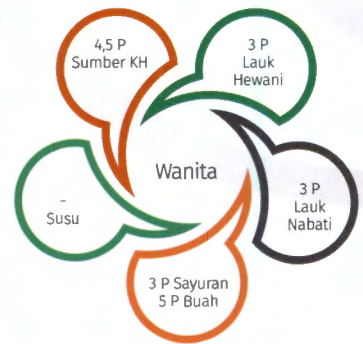 4,5 P
Sumber KH
3 P
Lauk
Hewani
Wanita
3 P
Lauk
Nabati
-
Susu
3 P Sayuran
5 P Buah